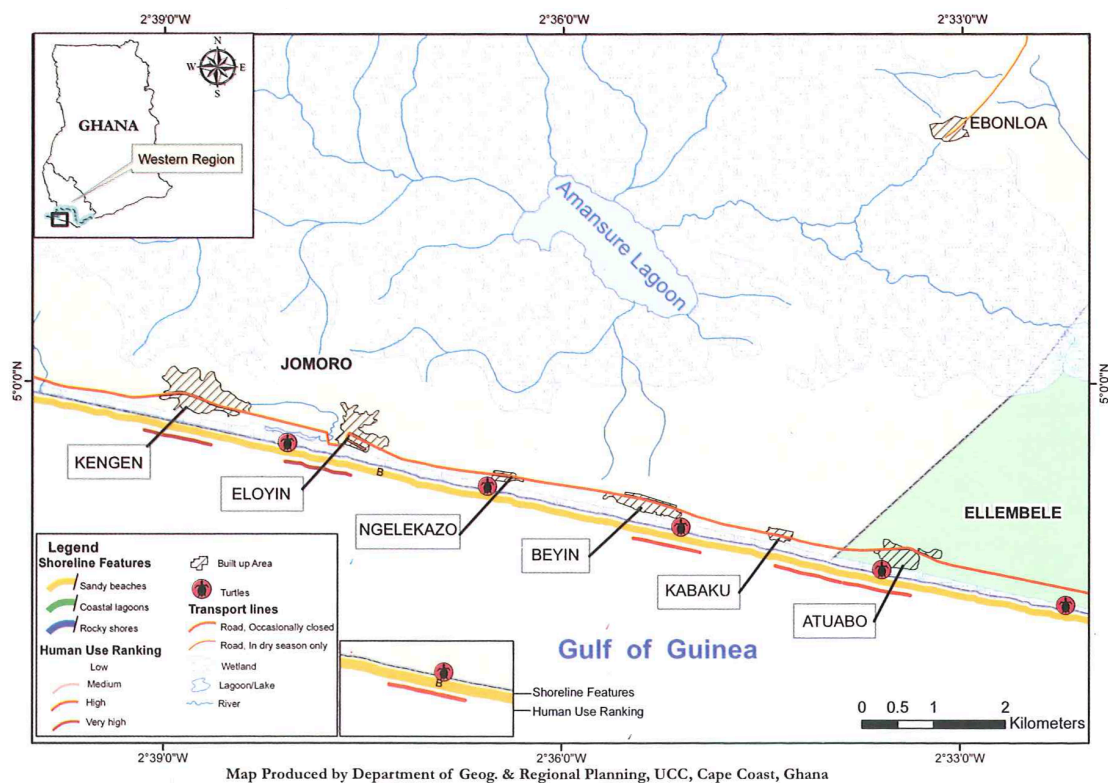 2°39'0"W
2°36'0"W
2°33'0"W
N
W
E
S
GHANA
Western Region
EBONLOA
Amansure Lagoon
JOMORO
5°0'0"N
5°0'0"N
KENGEN
ELOYIN
B
NGELEKAZO
BEYIN
KABAKU
ELLEMBELE
ATUABO
Gulf of Guinea
Legend
Shoreline Features
Sandy beaches
Coastal lagoons
Rocky shores
Human Use Ranking
Low
Medium
High
Very high
Built up Area
Turtles
Transport lines
Road, Occasionally closed
Road, In dry season only
Wetland
Lagoon/Lake
River
B
Shoreline Features
Human Use Ranking
0 0.5 1 2
Kilometers
2°39'0"W
2°36'0"W
2°33'0"W
Map Produced by Department of Geog. & Regional Planning, UCC, Cape Coast, Ghana